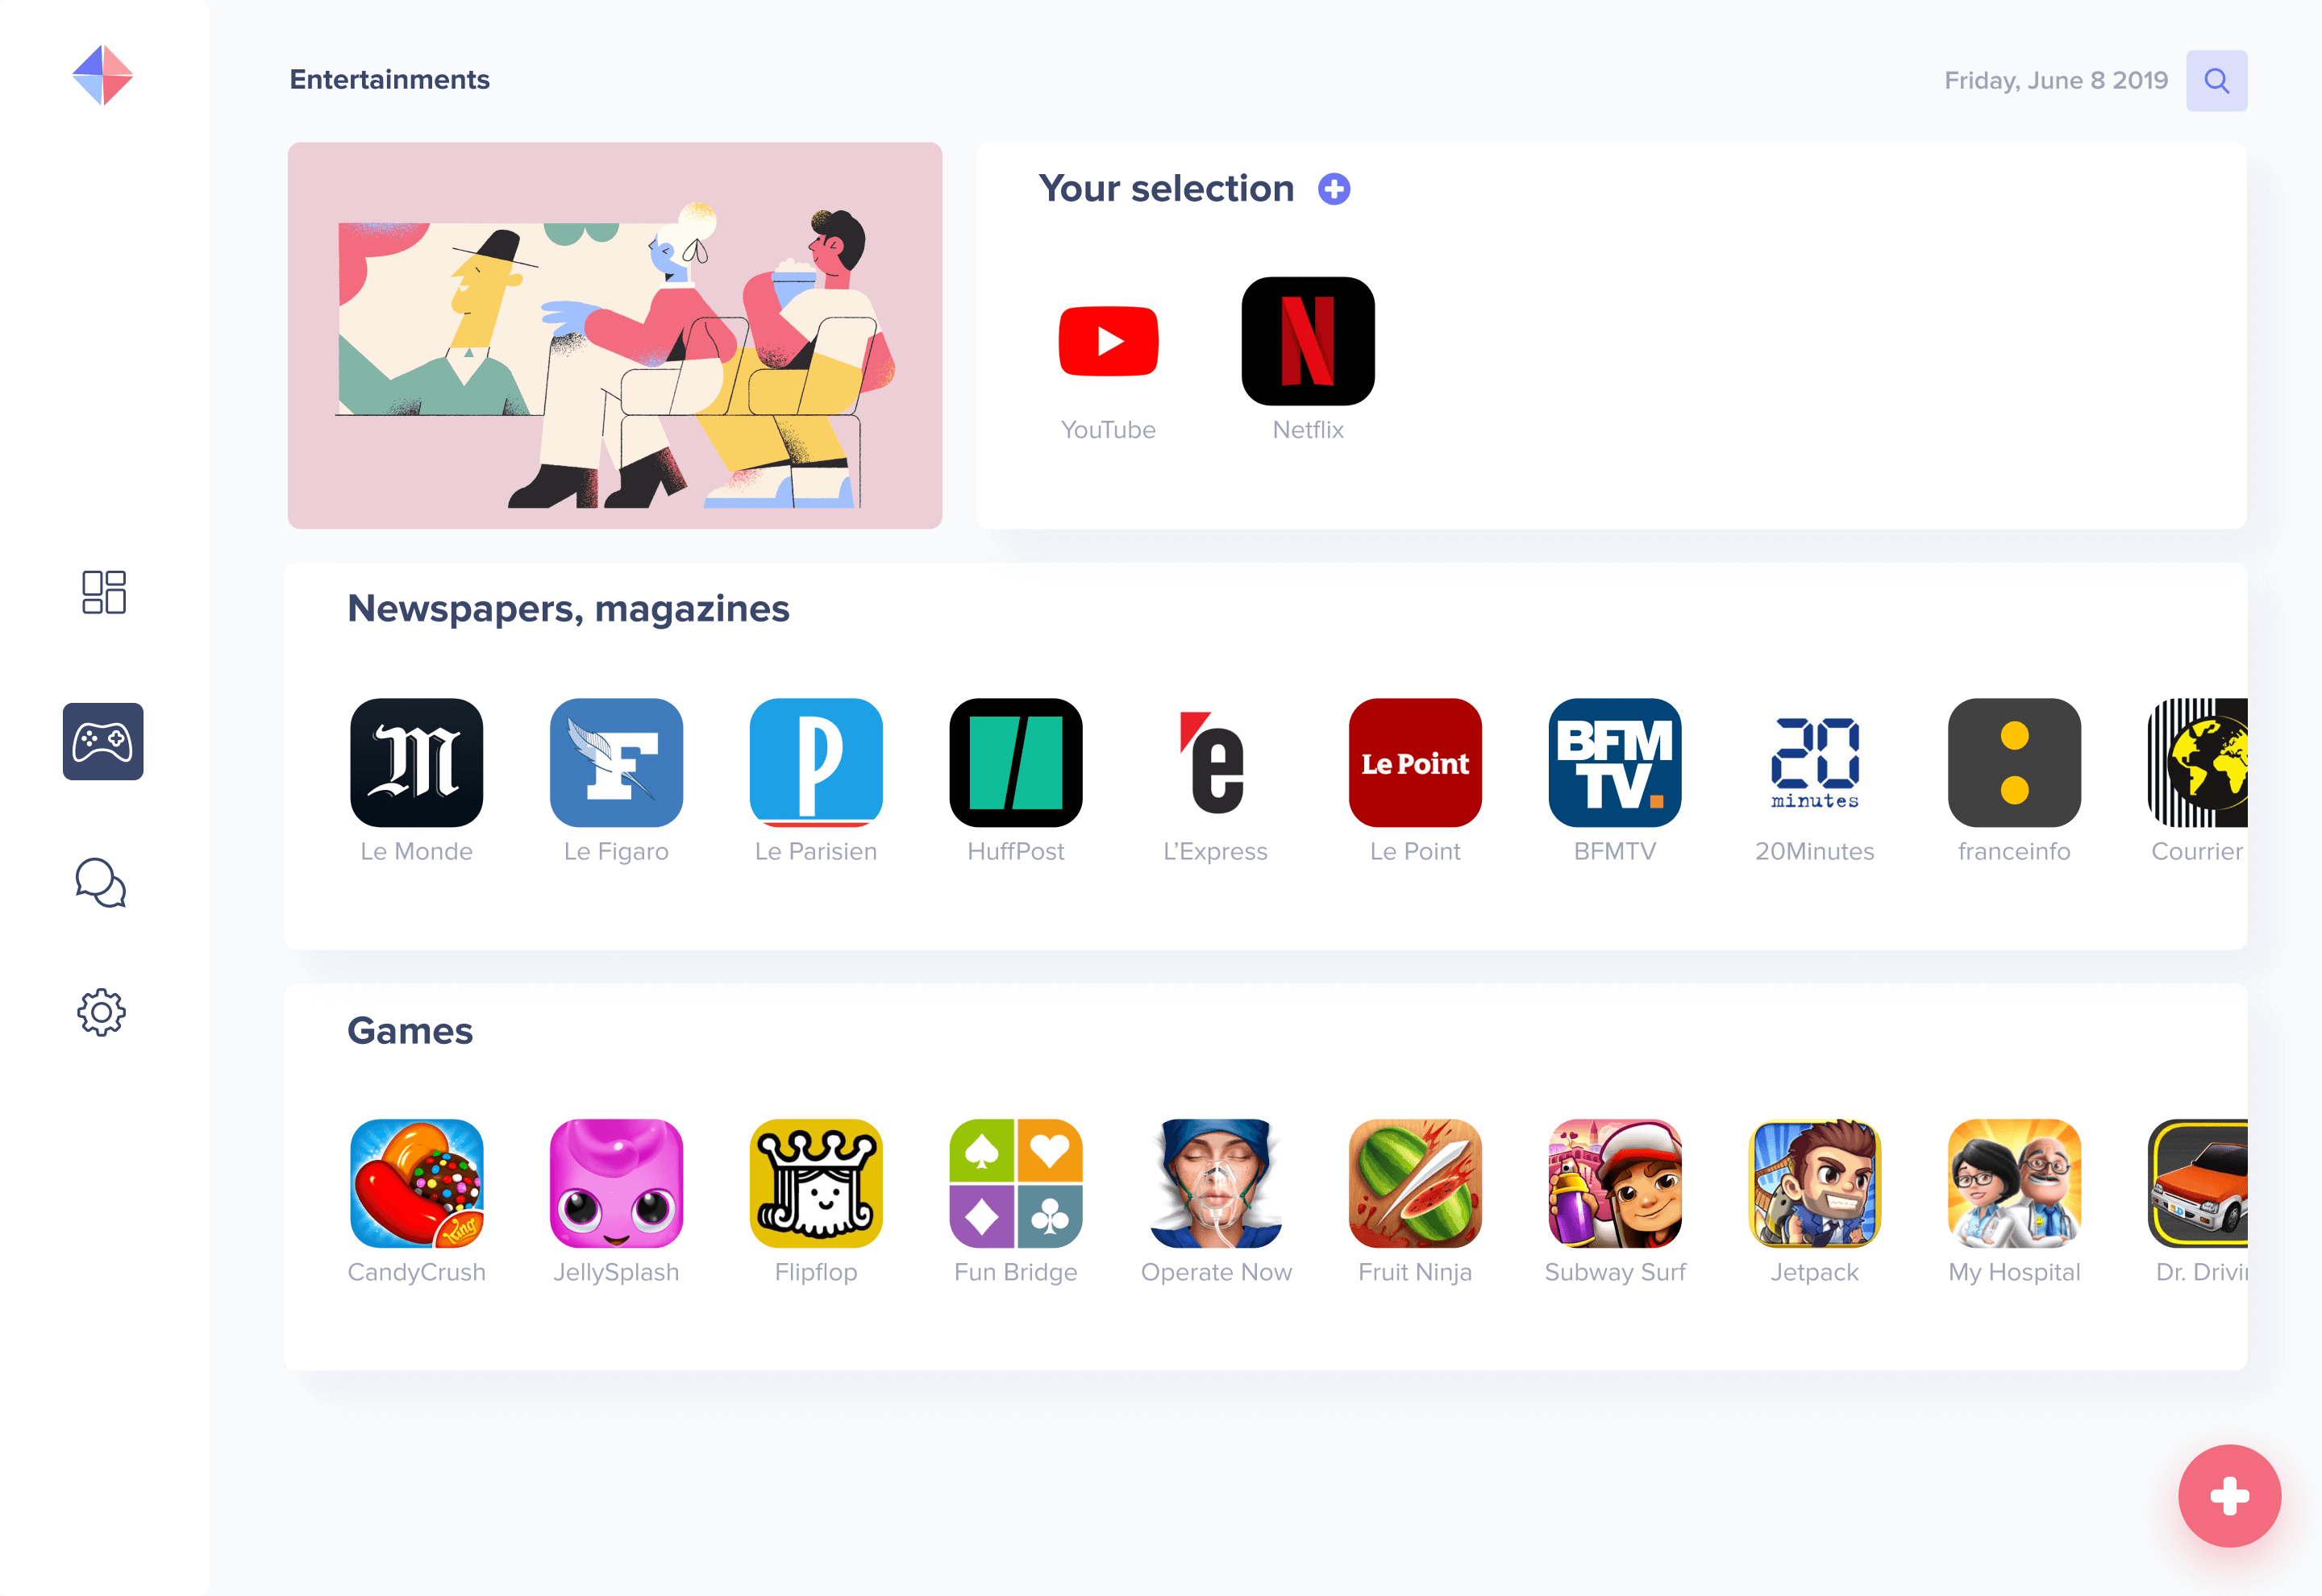 Entertainments
Friday, June 8 2019
Your selection
YouTube
Netflix
Newspapers, magazines
Le Point
BFM
TV.
20
minutes
Le Monde
Le Figaro
Le Parisien
HuffPost
L’Express
Le Point
BFMTV
20Minutes
franceinfo
Courrier
Games
King
CandyCrush
JellySplash
Flipflop
Fun Bridge
Operate Now
Fruit Ninja
Subway Surf
Jetpack
My Hospital
Dr. Drivin